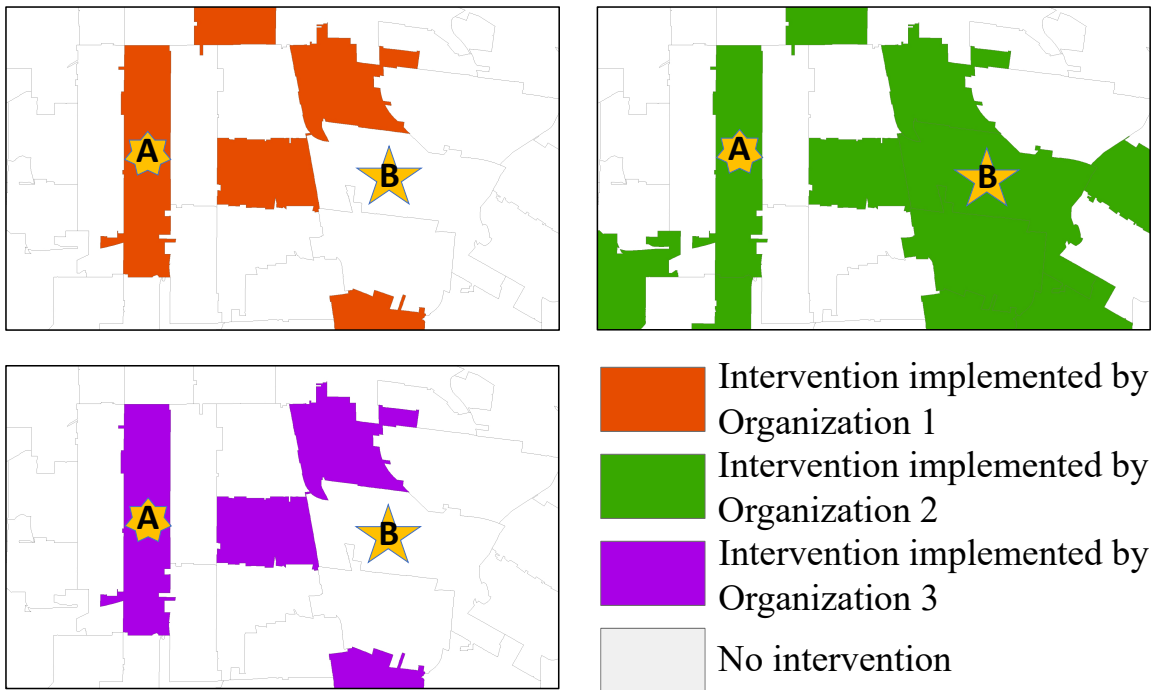 A
B
A
B
A
B
Intervention implemented by
Organization 1
Intervention implemented by
Organization 2
Intervention implemented by
Organization 3
No intervention